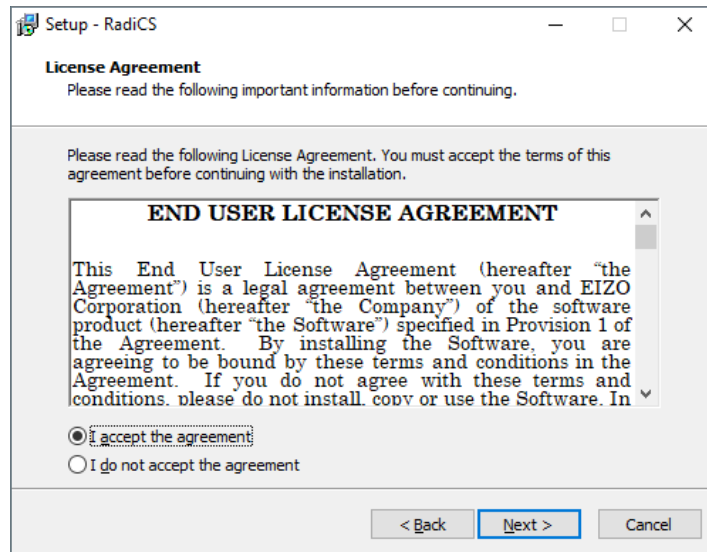 Setup - RadiCS
License Agreement
Please read the following important information before continuing.
Please read the following License Agreement. You must accept the terms of this
agreement before continuing with the installation.
END USER LICENSE AGREEMENT
This End User License Agreement (hereafter “the
Agreement”) is a legal agreement between you and EIZO
Corporation (hereafter “the Company”) of the software
product (hereafter “the Software”) specified in Provision 1 of
the Agreement. By installing the Software, you are
agreeing to be bound by these terms and conditions in the
Agreement. If you do not agree with these terms and
conditions, please do not install, copy or use the Software. In
I accept the agreement
I do not accept the agreement
< Back
Next >
Cancel